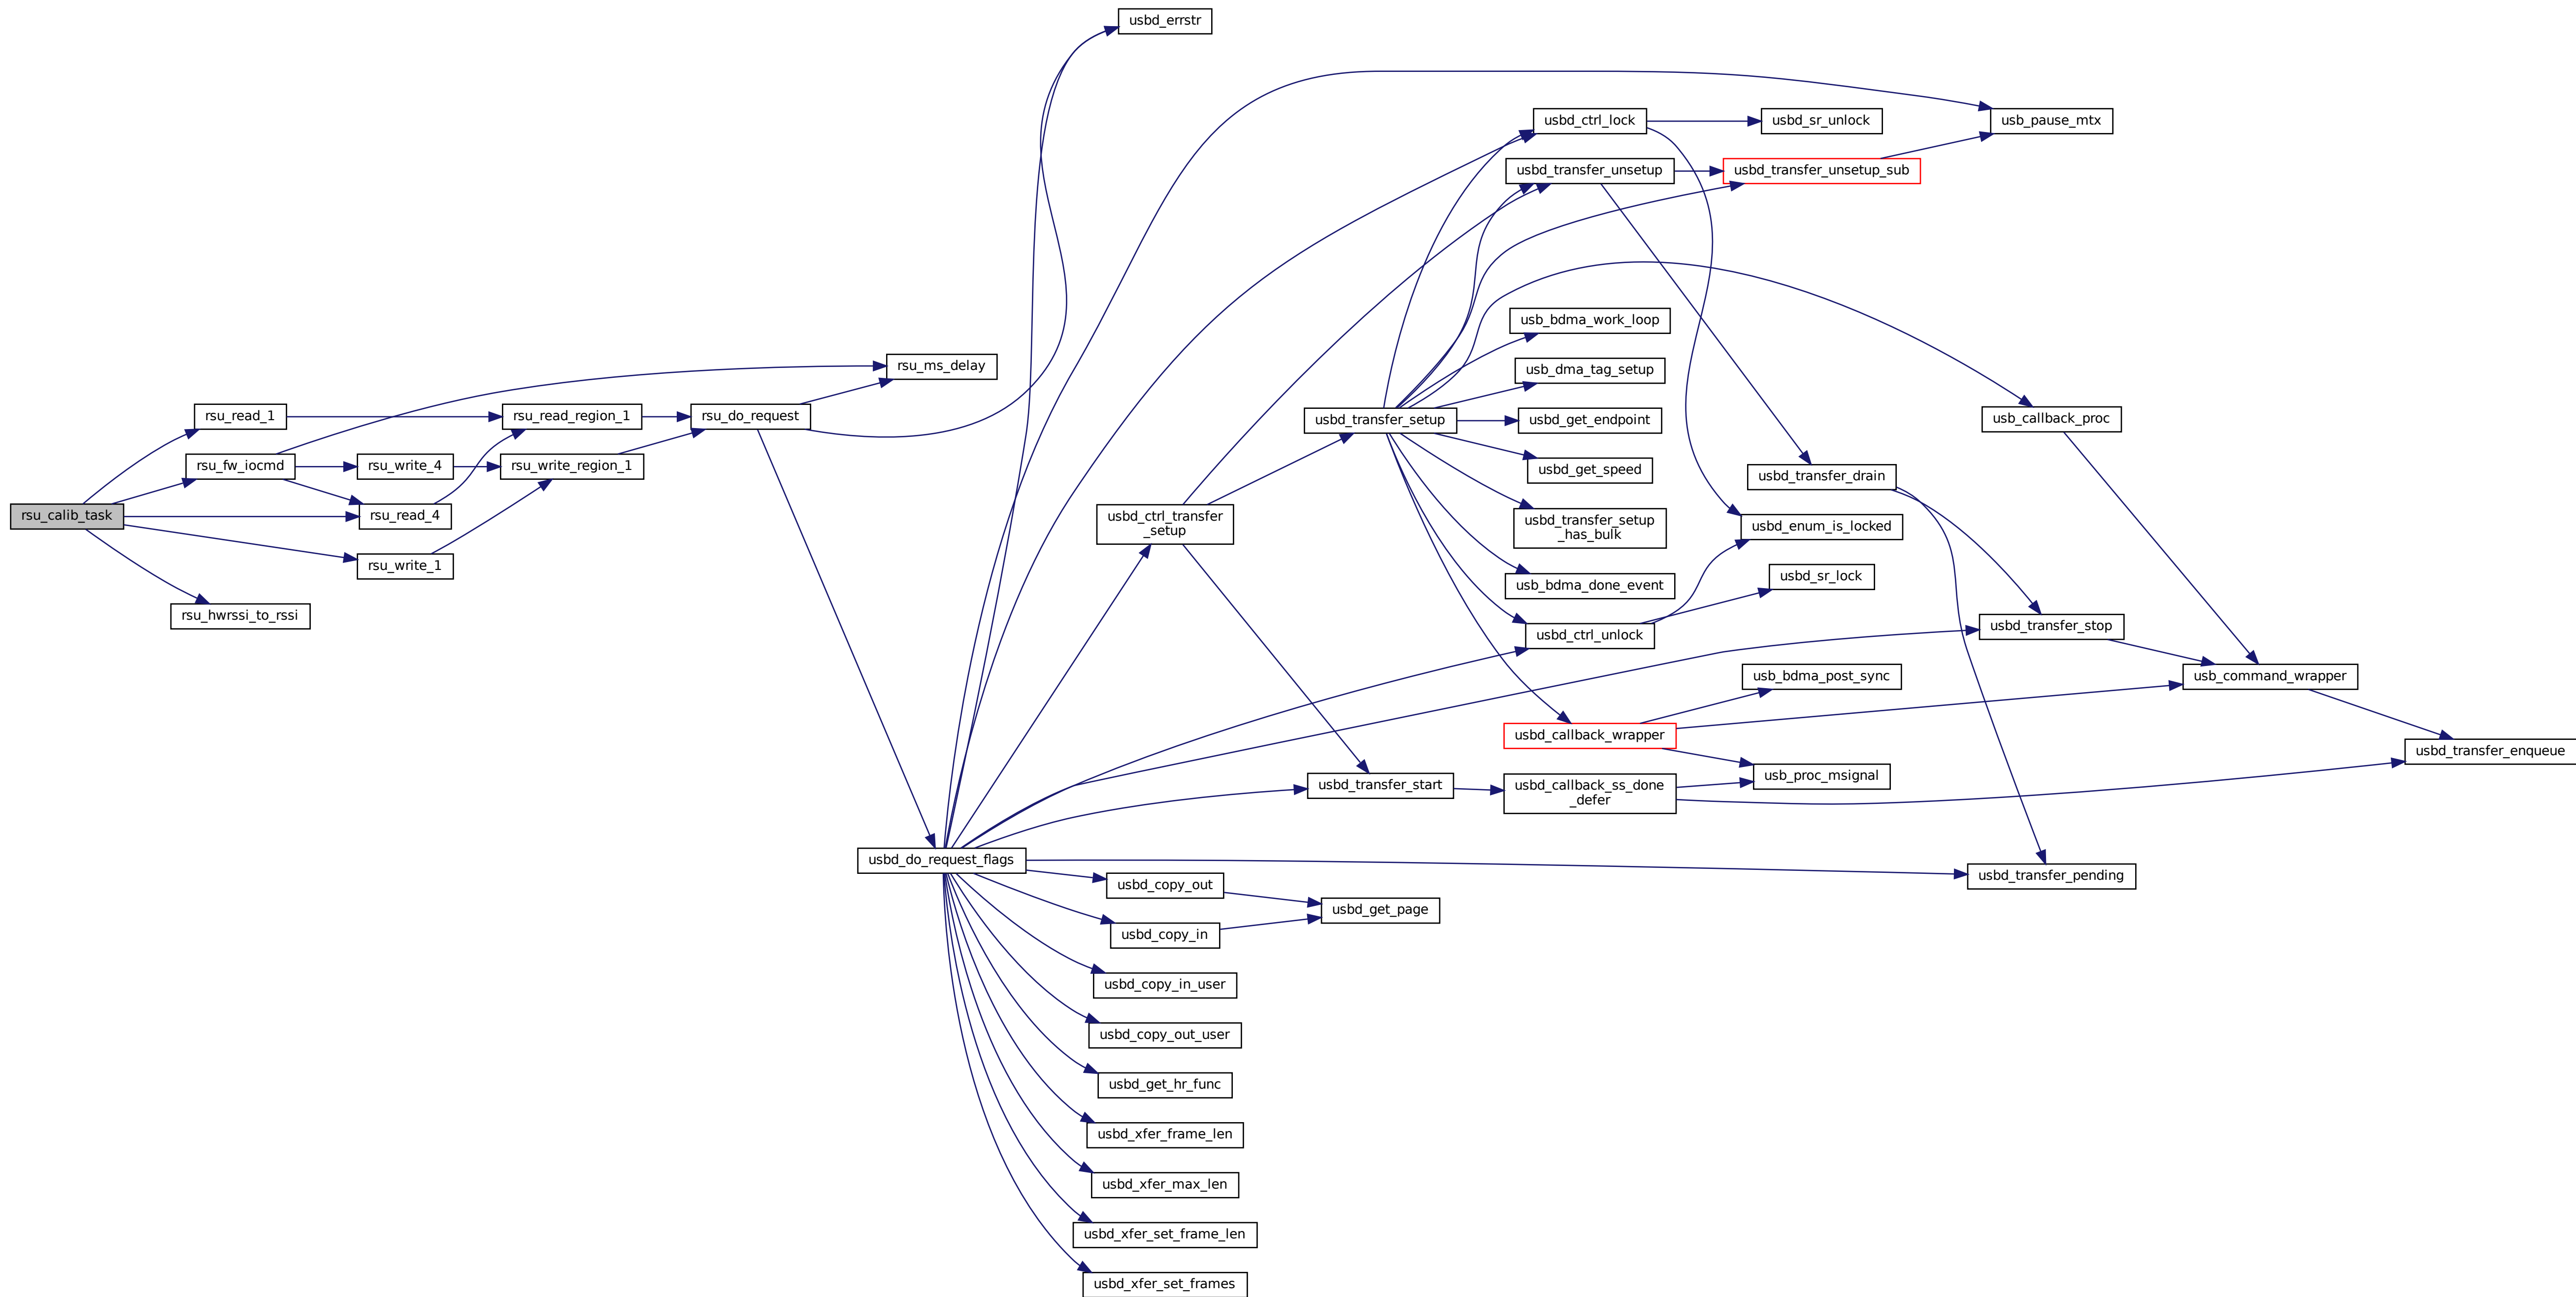 rsu_calib_task
rsu_read_1
rsu_fw_iocmd
rsu_hwrssi_to_rssi
rsu_write_4
rsu_read_4
rsu_write_1
rsu_read_region_1
rsu_write_region_1
rsu_do_request
rsu_ms_delay
usbd_do_request_flags
usbd_errstr
usbd_ctrl_transfer
_setup
usbd_copy_out
usbd_copy_in
usbd_copy_in_user
usbd_copy_out_user
usbd_get_hr_func
usbd_xfer_frame_len
usbd_xfer_max_len
usbd_xfer_set_frame_len
usbd_xfer_set_frames
usbd_transfer_setup
usbd_transfer_start
usbd_get_page
usbd_ctrl_lock
usbd_transfer_unsetup
usb_bdma_work_loop
usb_dma_tag_setup
usbd_get_endpoint
usbd_get_speed
usbd_transfer_setup
_has_bulk
usb_bdma_done_event
usbd_ctrl_unlock
usbd_callback_wrapper
usbd_callback_ss_done
_defer
usbd_sr_unlock
usbd_transfer_unsetup_sub
usbd_transfer_drain
usbd_enum_is_locked
usbd_sr_lock
usb_bdma_post_sync
usb_proc_msignal
usb_pause_mtx
usb_callback_proc
usbd_transfer_stop
usbd_transfer_pending
usb_command_wrapper
usbd_transfer_enqueue